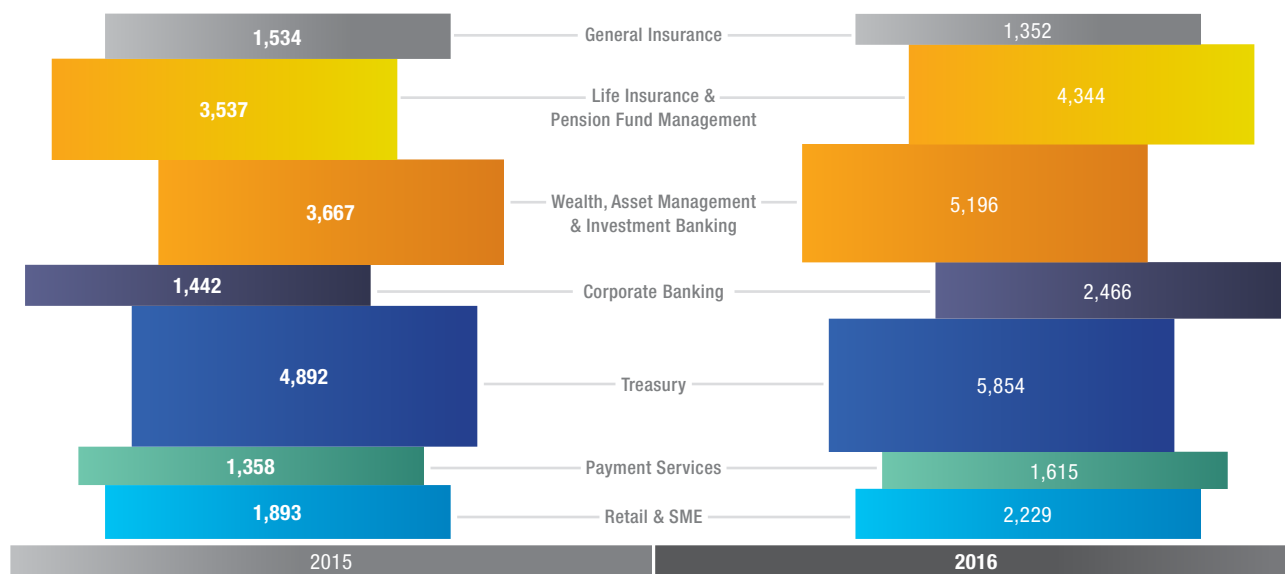 1,534
General Insurance
1,352
3,537
Life Insurance &
Pension Fund Management
4,344
3,667
Wealth, Asset Management
& Investment Banking
5,196
1,442
Corporate Banking
2,466
4,892
Treasury
5,854
1,358
Payment Services
1,615
1,893
Retail & SME
2,229
2015
2016